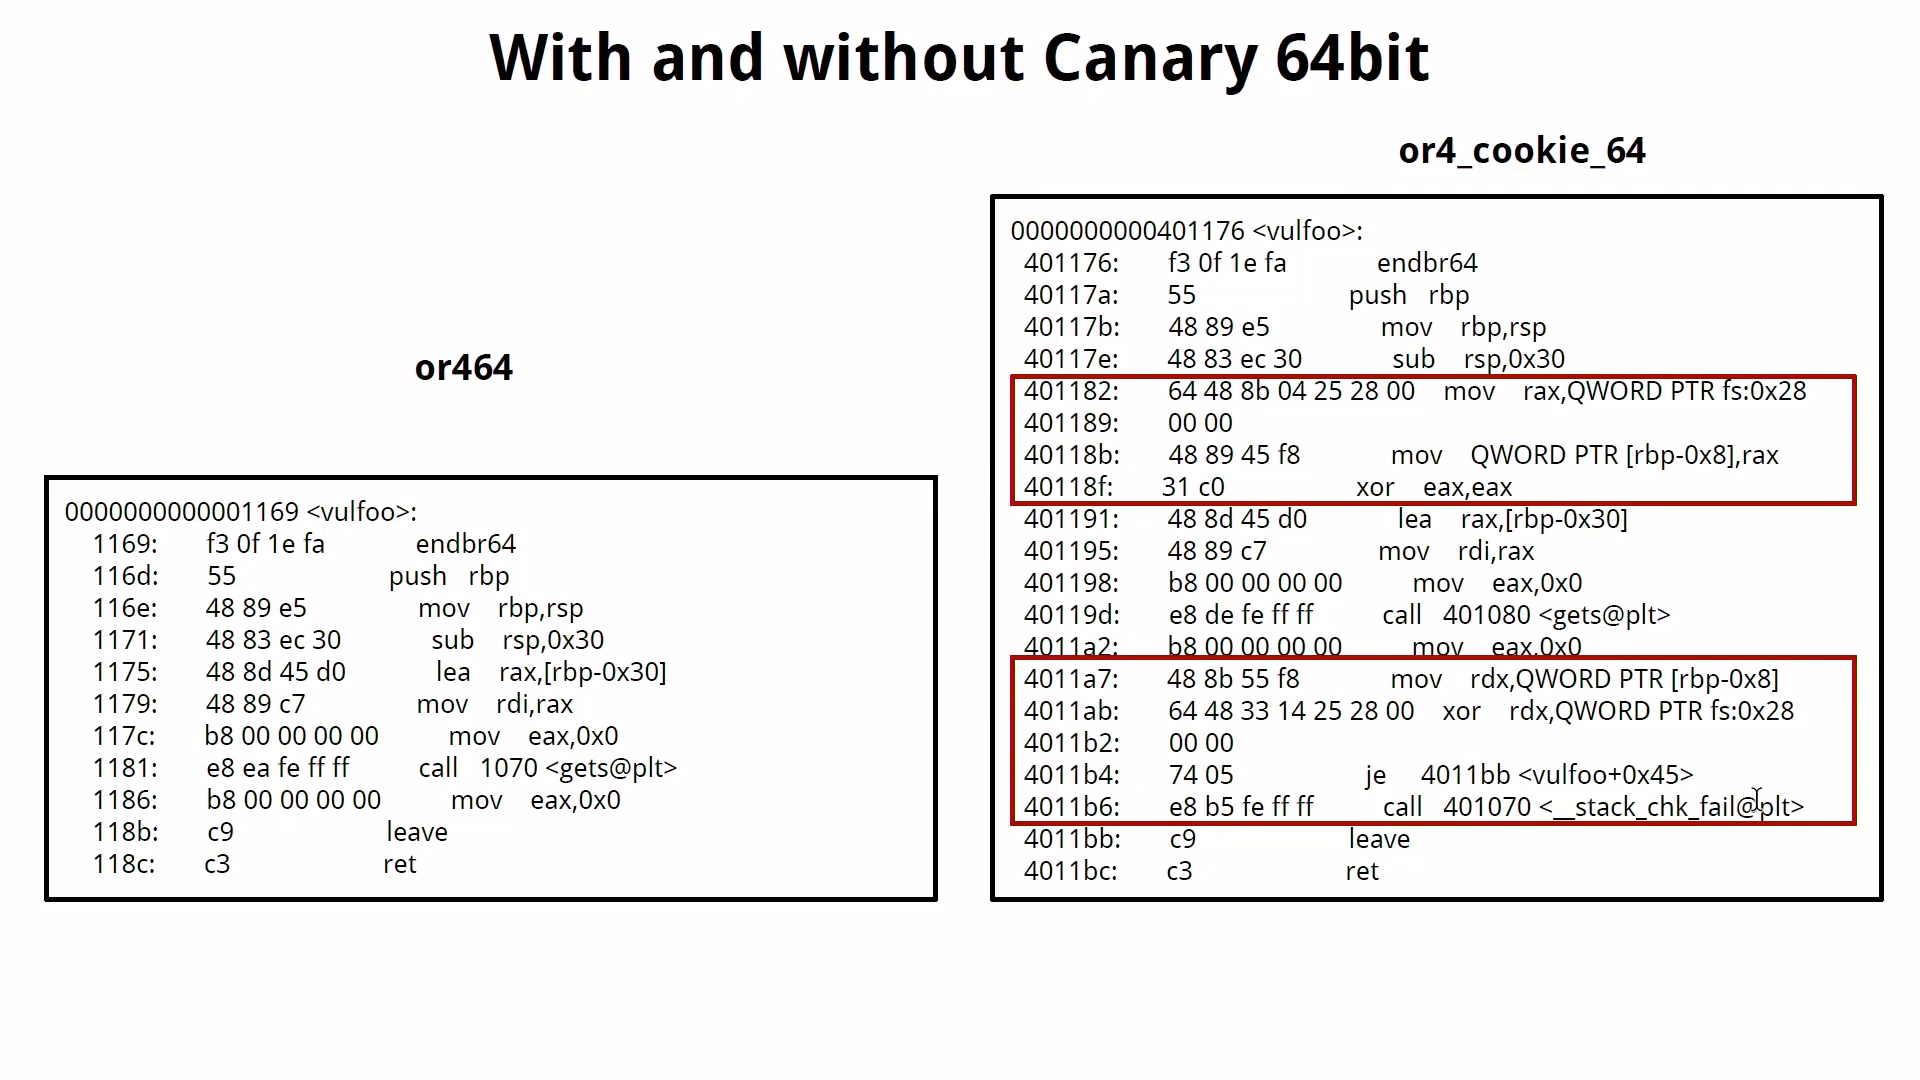 With and without Canary 64bit
or464
0000000000001169 <vulfoo>:
1169: f3 0f 1e fa endbr64
116d: 55 push rbp
116e: 48 89 e5 mov rbp,rsp
1171: 48 83 ec 30 sub rsp,0x30
1175: 48 8d 45 d0 lea rax,[rbp-0x30]
1179: 48 89 c7 mov rdi,rax
117c: b8 00 00 00 00 mov eax,0x0
1181: e8 ea fe ff ff call 1070 <gets@plt>
1186: b8 00 00 00 00 mov eax,0x0
118b: c9 leave
118c: c3 ret
or4_cookie_64
0000000000401176 <vulfoo>:
401176: f3 0f 1e fa endbr64
40117a: 55 push rbp
40117b: 48 89 e5 mov rbp,rsp
40117e: 48 83 ec 30 sub rsp,0x30
401182: 64 48 8b 04 25 28 00 mov rax,QWORD PTR fs:0x28
401189: 00 00
40118b: 48 89 45 f8 mov QWORD PTR [rbp-0x8],rax
40118f: 31 c0 xor eax,eax
401191: 48 8d 45 d0 lea rax,[rbp-0x30]
401195: 48 89 c7 mov rdi,rax
401198: b8 00 00 00 00 mov eax,0x0
40119d: e8 de fe ff ff call 401080 <gets@plt>
4011a2: b8 00 00 00 00 mov eax,0x0
4011a7: 48 8b 55 f8 mov rdx,QWORD PTR [rbp-0x8]
4011ab: 64 48 33 14 25 28 00 xor rdx,QWORD PTR fs:0x28
4011b2: 00 00
4011b4: 74 05 je 4011bb <vulfoo+0x45>
4011b6: e8 b5 fe ff ff call 401070 <__stack_chk_fail@plt>
4011bb: c9 leave
4011bc: c3 ret